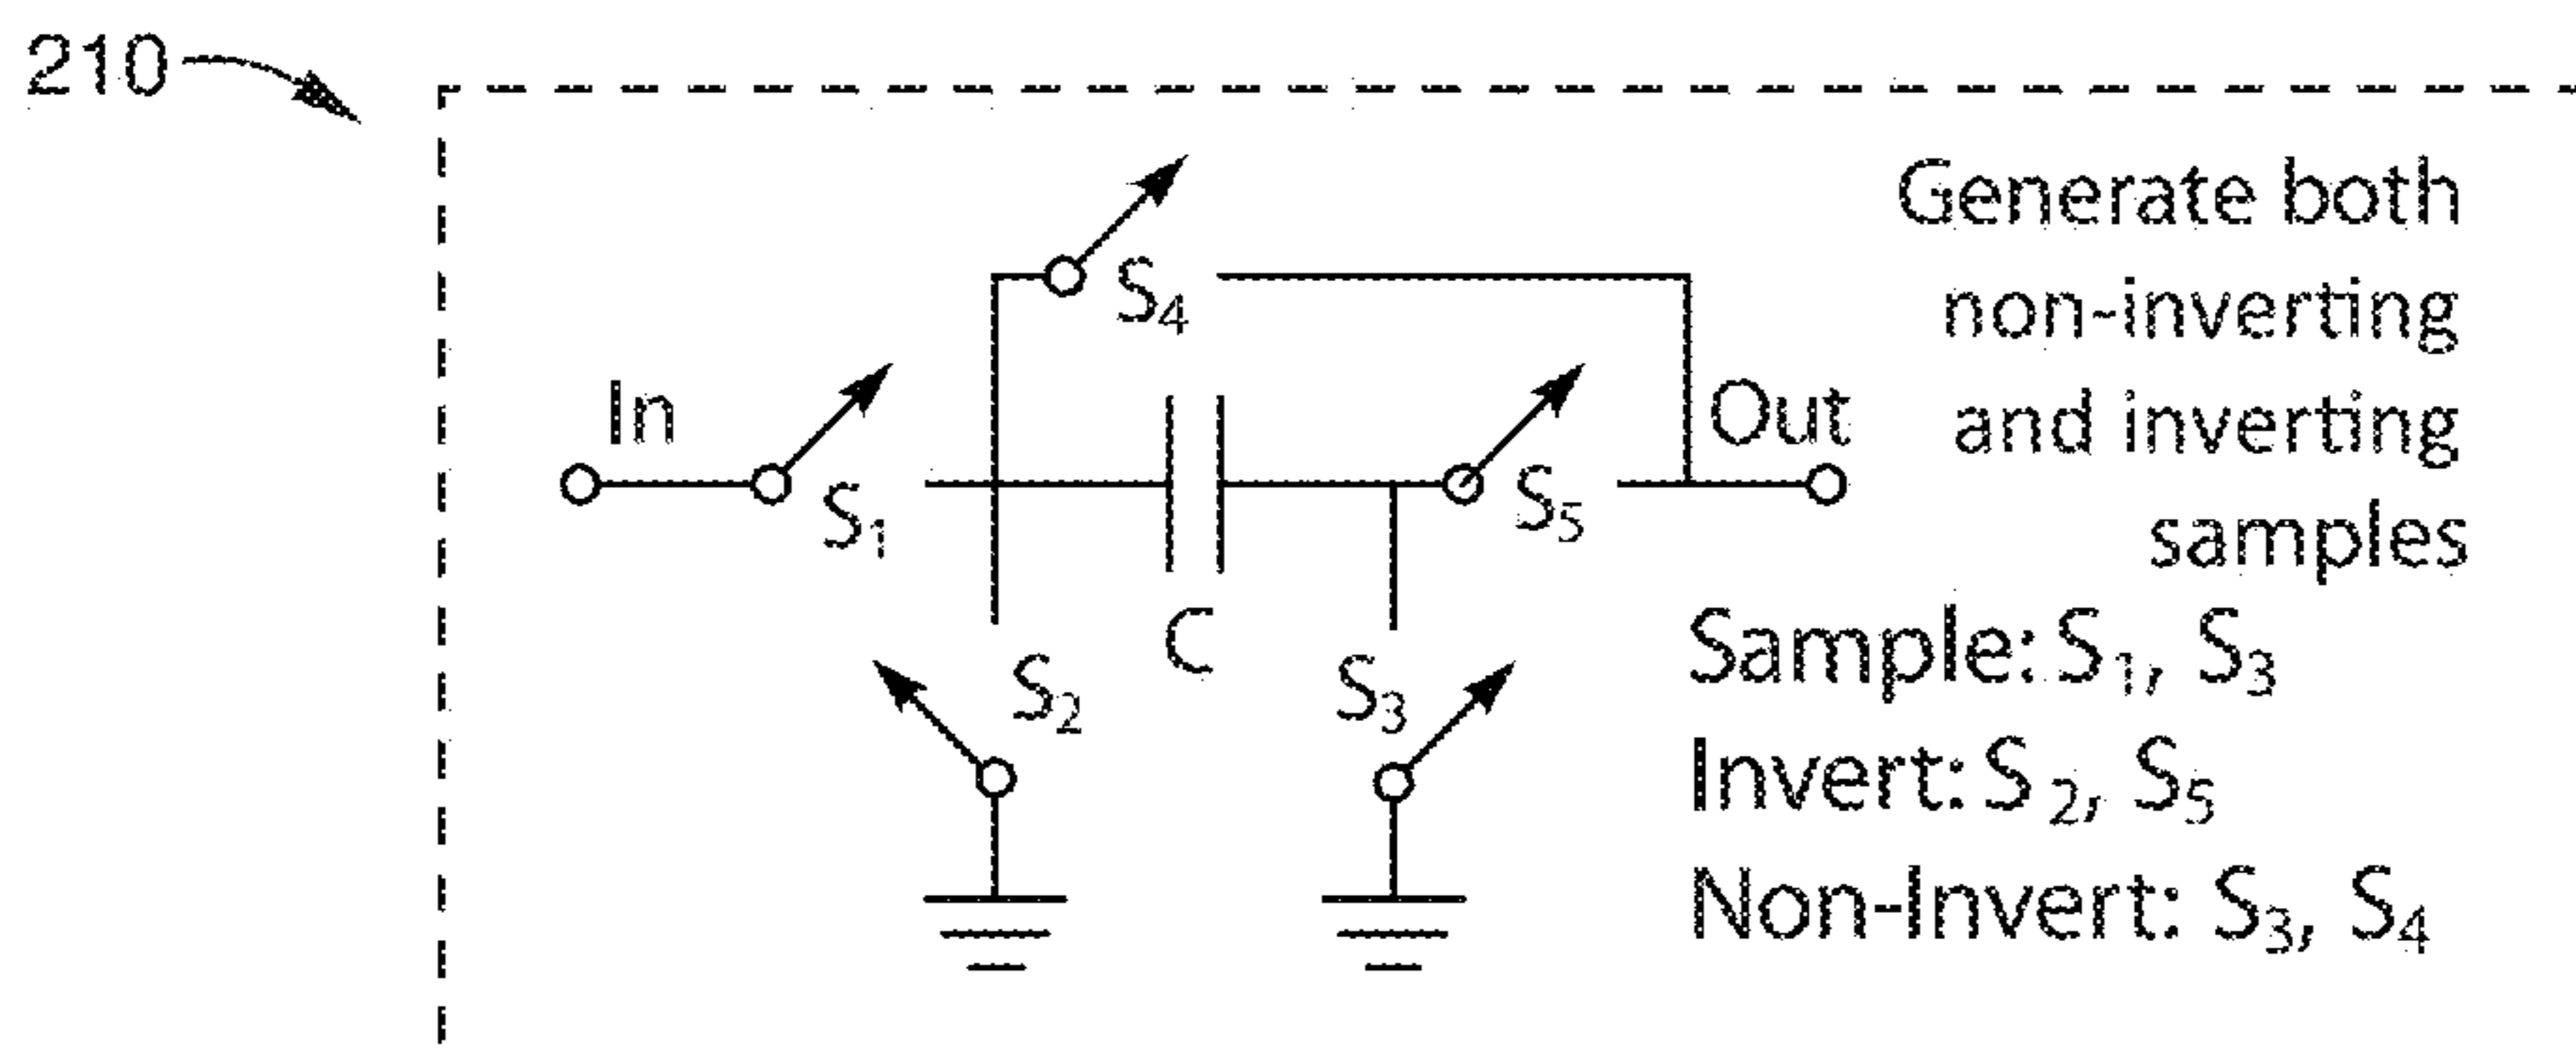 210
Generate both
non-inverting
and inverting
samples
S4
In
Out
S1
S5
C
S2
S3
Sample: S1, S3
Invert: S2, S5
Non-Invert: S3, S4